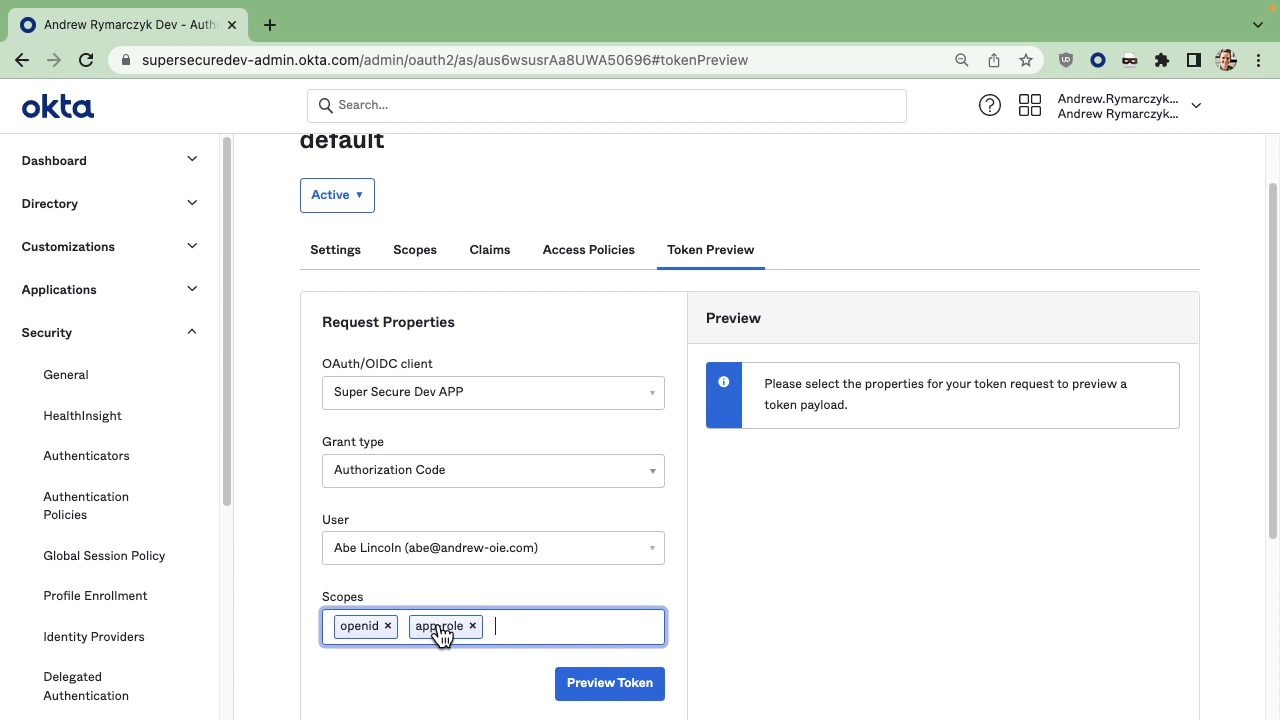 Andrew Rymarczyk Dev - Auth
supersecuredev-admin.okta.com/admin/oauth2/as/aus6wsusrAa8UWA50696#tokenPreview
okta
Search...
Andrew.Rymarczyk...
Andrew Rymarczyk...
Dashboard
Directory
Customizations
Applications
Security
General
HealthInsight
Authenticators
Authentication
Policies
Global Session Policy
Profile Enrollment
Identity Providers
Delegated
Authentication
default
Active
Settings
Scopes
Claims
Access Policies
Token Preview
Request Properties
OAuth/OIDC client
Super Secure Dev APP
Grant type
Authorization Code
User
Abe Lincoln (abe@andrew-oie.com)
Scopes
openid
Preview Token
Preview
Please select the properties for your token request to preview a
token payload.